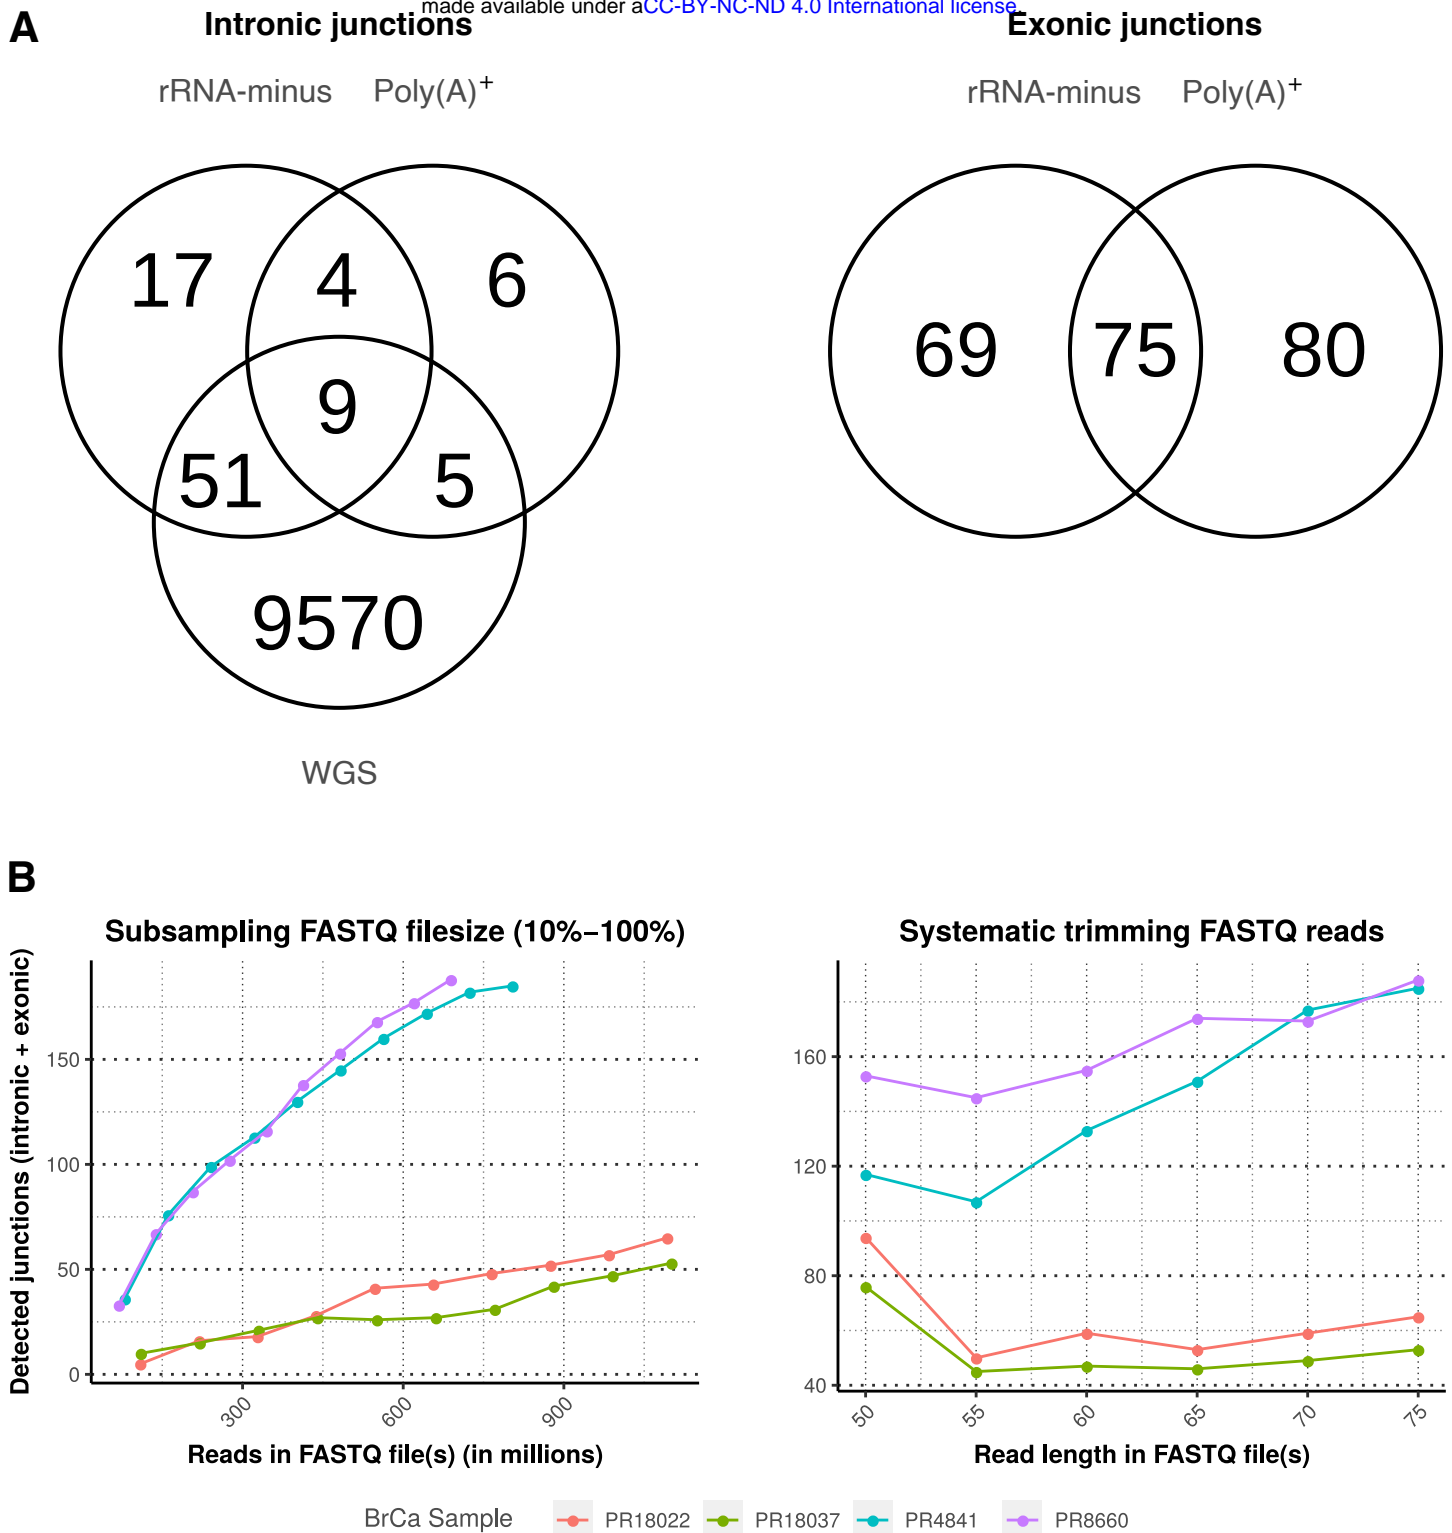 made available under aCC-BY-NC-ND 4.0 International license.
A
Intronic junctions
Exonic junctions
rRNA-minus Poly(A)+
rRNA-minus Poly(A)+
17 4 6
9
51 5
9570
WGS
69 75 80
B
Subsampling FASTQ filesize (10%–100%)
Detected junctions (intronic + exonic)
150
100
50
0
300 600 900
Reads in FASTQ file(s) (in millions)
Systematic trimming FASTQ reads
160
120
80
40
50 55 60 65 70 75
Read length in FASTQ file(s)
BrCa Sample PR18022 PR18037 PR4841 PR8660